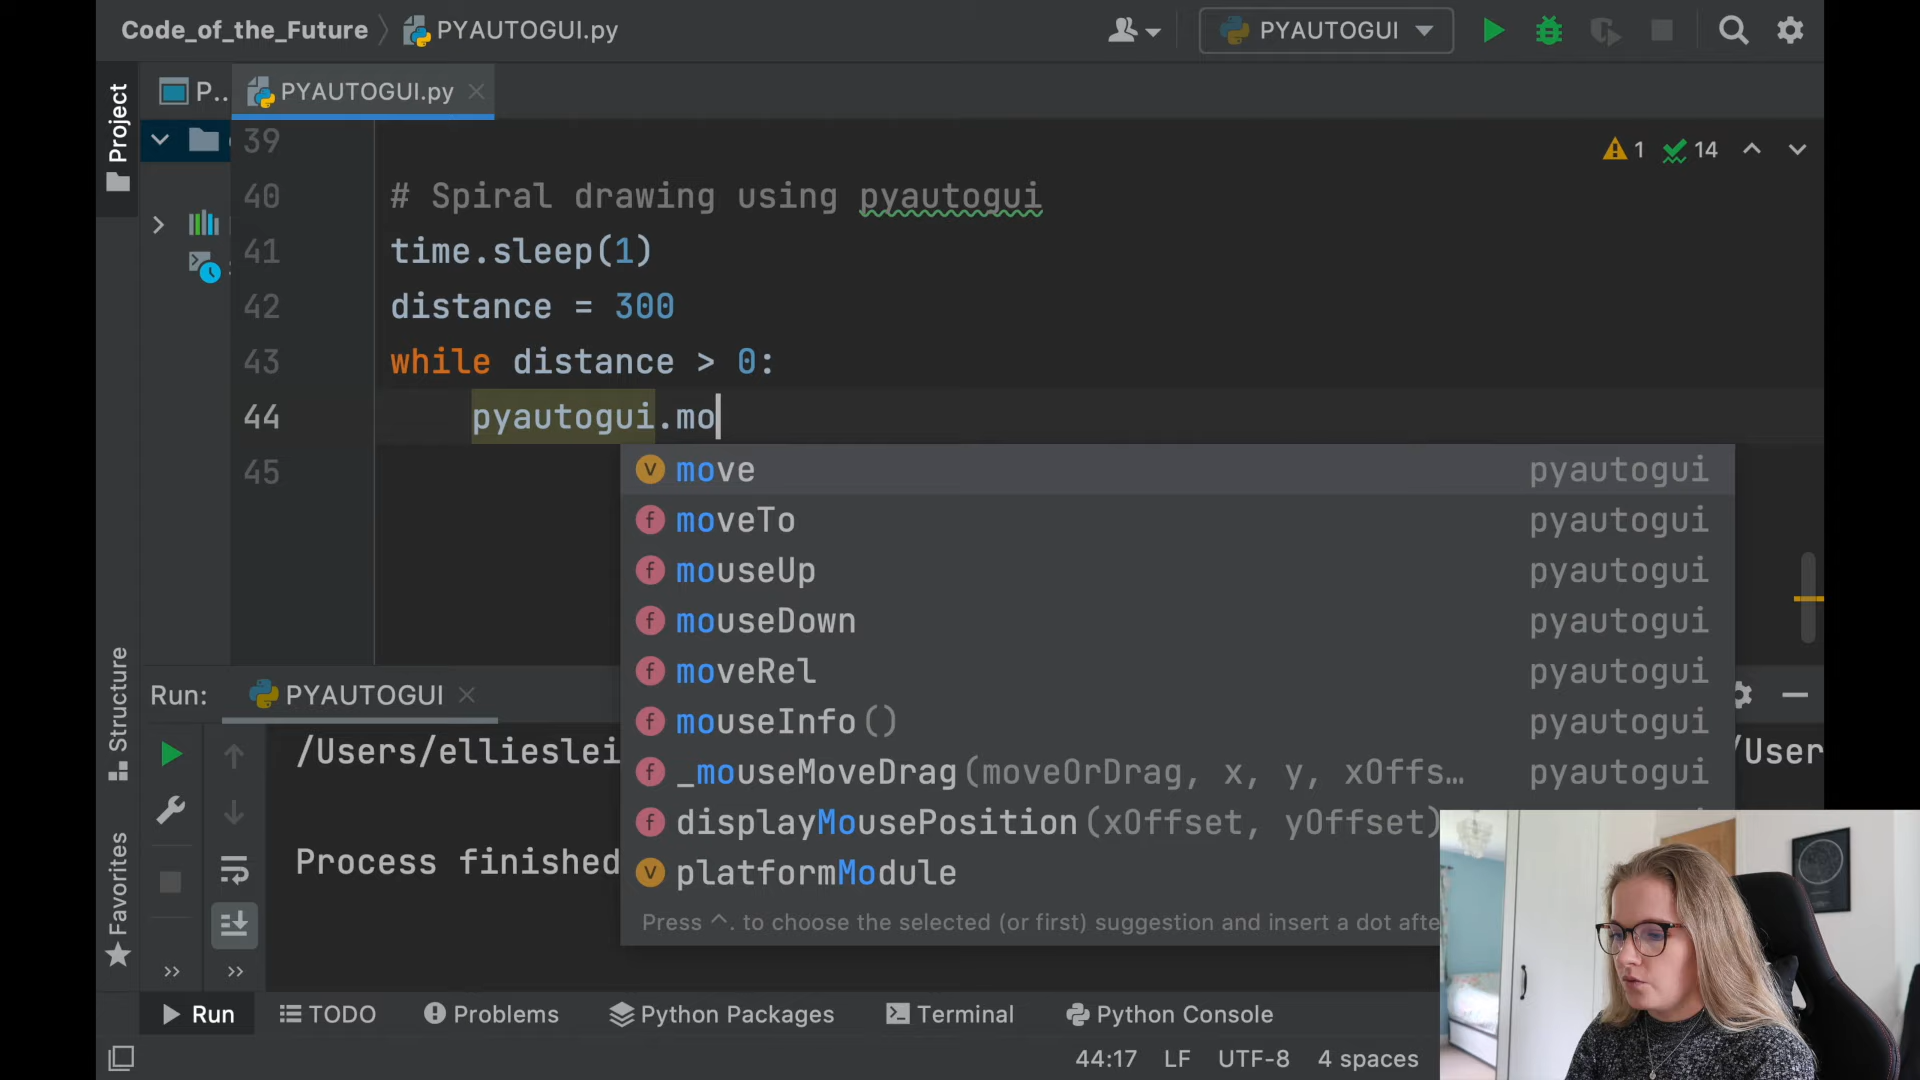 Code_of_the_Future PYAUTOGUI.py PYAUTOGUI
Project P.. PYAUTOGUI.py
39 1 14
40 # Spiral drawing using pyautogui
41 time.sleep(1)
42 distance = 300
43 while distance > 0:
44 pyautogui.mo
45
move pyautogui
moveTo pyautogui
mouseUp pyautogui
mouseDown pyautogui
moveRel pyautogui
mouseInfo() pyautogui
_mouseMoveDrag(moveOrDrag, x, y, xOffs… pyautogui
displayMousePosition(xOffset, yOffset)
platformModule
Press ^. to choose the selected (or first) suggestion and insert a dot afte
Structure
Favorites
Run: PYAUTOGUI
/Users/ellieslei /User
Process finished
Run TODO Problems Python Packages Terminal Python Console
44:17 LF UTF-8 4 spaces